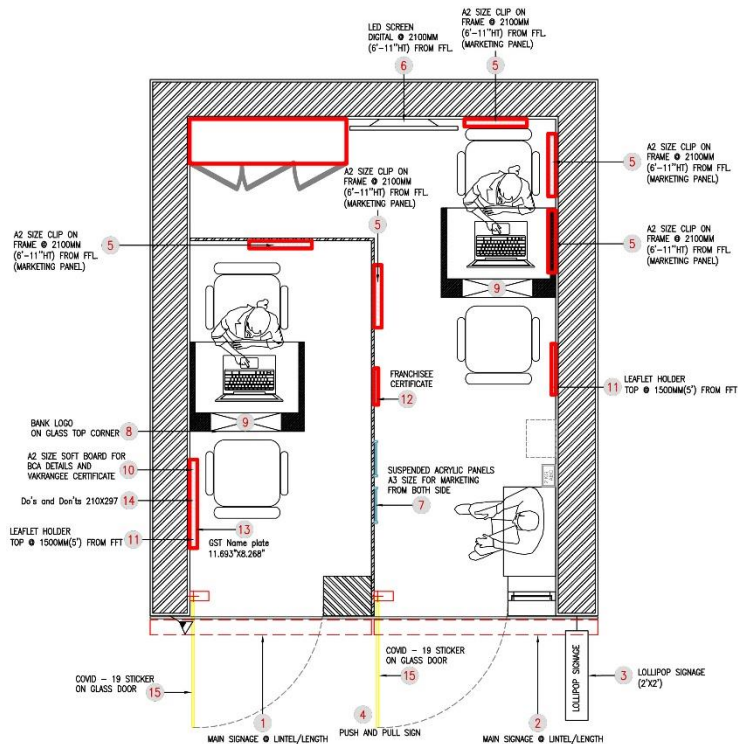 A2 SIZE CLIP ON
FRAME @ 2100MM
(6'-11"HT) FROM FFL.
(MARKETING PANEL)
5
LED SCREEN
DIGITAL @ 2100MM
(6'-11"HT) FROM FFL.
6
A2 SIZE CLIP ON
FRAME @ 2100MM
(6'-11"HT) FROM FFL.
(MARKETING PANEL)
5
A2 SIZE CLIP ON
FRAME @ 2100MM
(6'-11"HT) FROM FFL.
(MARKETING PANEL)
5
A2 SIZE CLIP ON
FRAME @ 2100MM
(6'-11"HT) FROM FFL.
(MARKETING PANEL)
5
A2 SIZE CLIP ON
FRAME @ 2100MM
(6'-11"HT) FROM FFL.
(MARKETING PANEL)
5
9
FRANCHISEE
CERTIFICATE
12
11
LEAFLET HOLDER
TOP @ 1500MM(5') FROM FFT
BANK LOGO
ON GLASS TOP CORNER
8
9
A2 SIZE SOFT BOARD FOR
BCA DETAILS AND
VAKRANGEE CERTIFICATE
10
SUSPENDED ACRYLIC PANELS
A3 SIZE FOR MARKETING
FROM BOTH SIDE
7
Do's and Don'ts 210X297
14
13
GST Name plate
11.693"X8.268"
LEAFLET HOLDER
TOP @ 1500MM(5') FROM FFT
11
COVID - 19 STICKER
ON GLASS DOOR
15
COVID - 19 STICKER
ON GLASS DOOR
15
LOLLIPOP SIGNAGE
3
LOLLIPOP SIGNAGE
(2'X2')
1
MAIN SIGNAGE @ LINTEL/LENGTH
4
PUSH AND PULL SIGN
2
MAIN SIGNAGE @ LINTEL/LENGTH